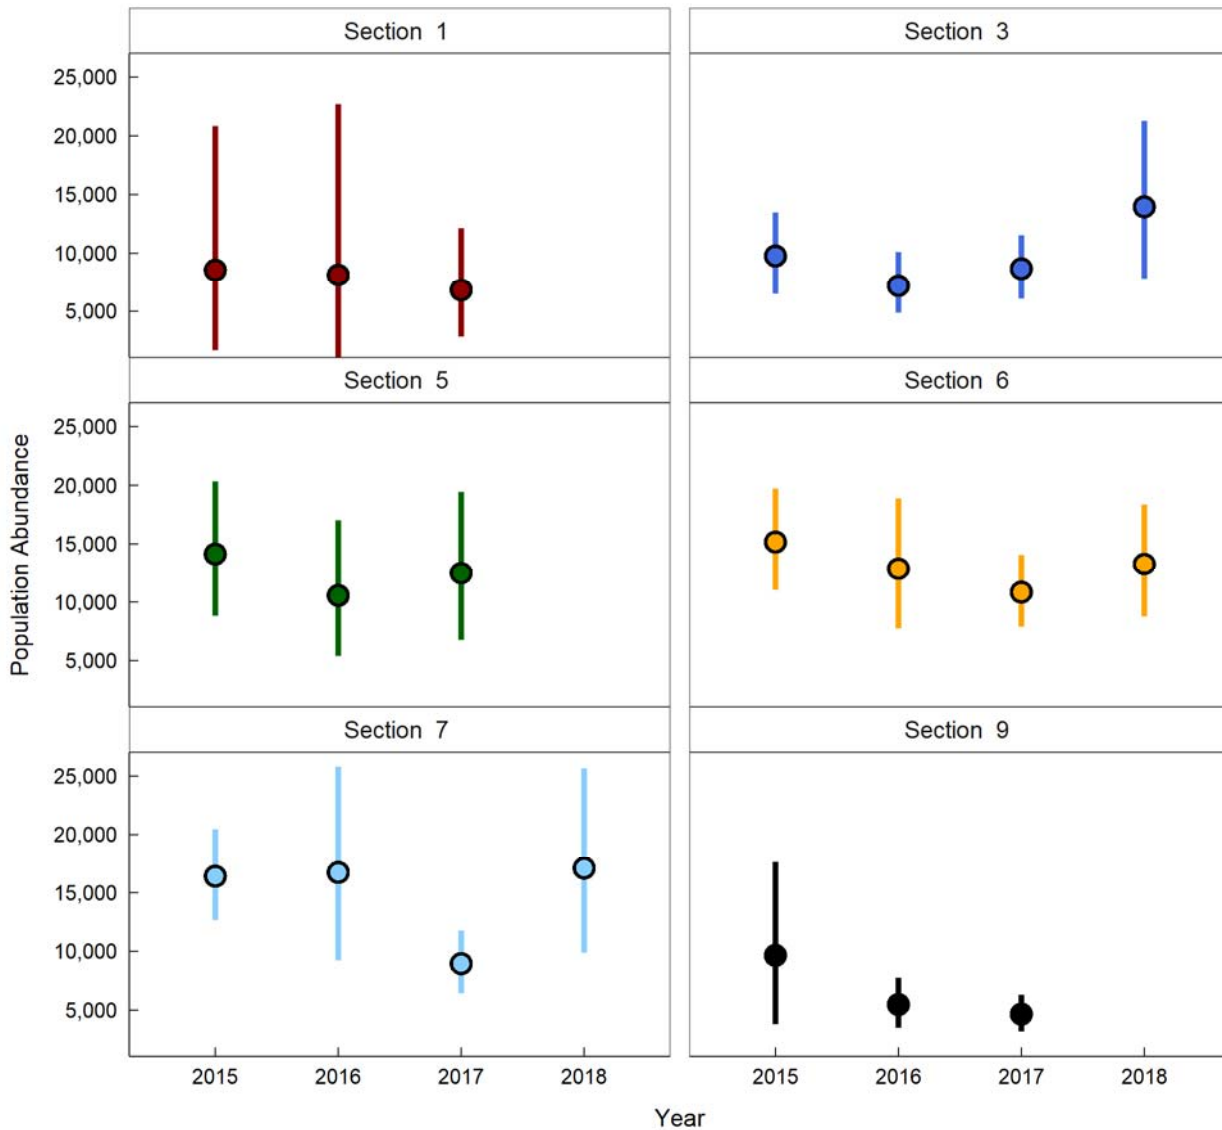 Section 1
Section 3
25,000
20,000
15,000
10,000
5,000
Section 5
Section 6
25,000
20,000
15,000
10,000
5,000
Population Abundance
Section 7
Section 9
25,000
20,000
15,000
10,000
5,000
2015 2016 2017 2018
2015 2016 2017 2018
Year